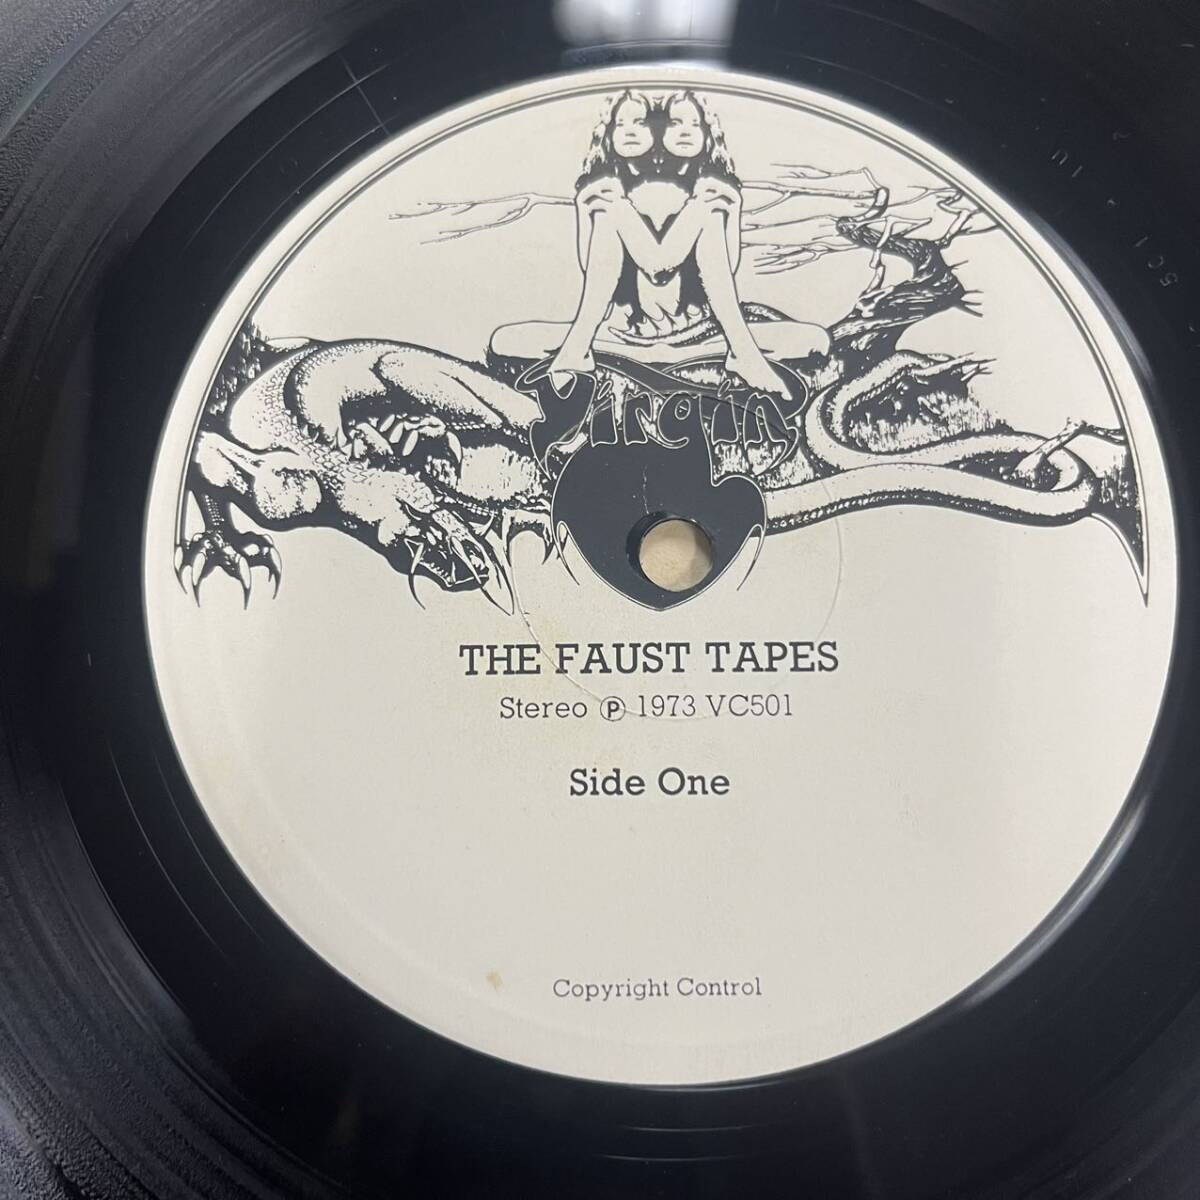 Virgin
THE FAUST TAPES
Stereo Ⓟ 1973 VC501
Side One
Copyright Control